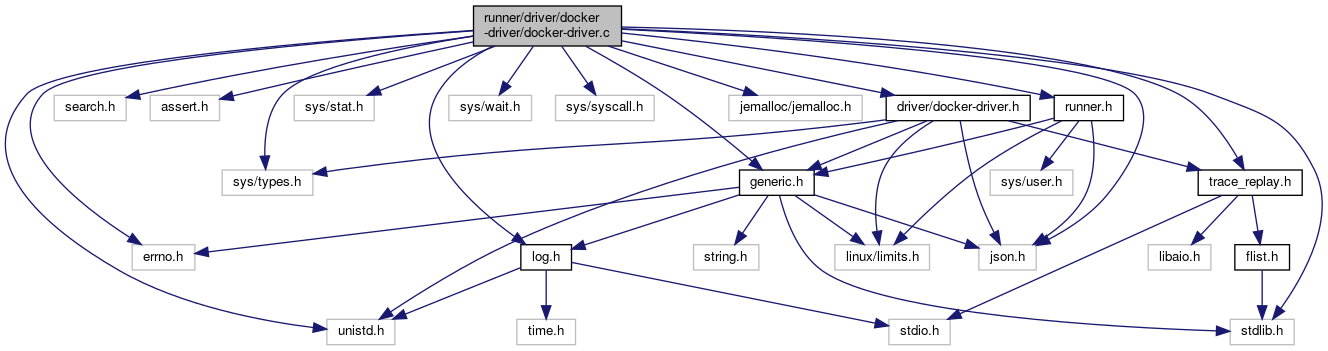 runner/driver/docker
-driver/docker-driver.c
search.h
assert.h
sys/stat.h
sys/wait.h
sys/syscall.h
jemalloc/jemalloc.h
driver/docker-driver.h
runner.h
sys/types.h
generic.h
sys/user.h
trace_replay.h
errno.h
log.h
string.h
linux/limits.h
json.h
libaio.h
flist.h
unistd.h
time.h
stdio.h
stdlib.h